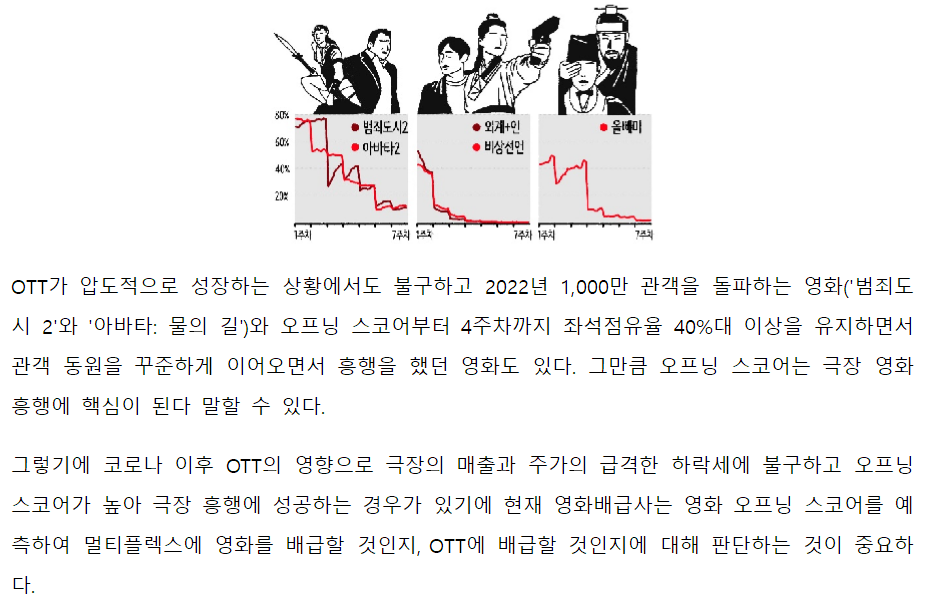 80%
60%
40%
20%
범죄도시2
아바타2
1주차 7주차
외계+인
비상선언
1주차 7주차
올빼미
1주차 7주차
OTT가 압도적으로 성장하는 상황에서도 불구하고 2022년 1,000만 관객을 돌파하는 영화('범죄도
시 2'와 '아바타: 물의 길')와 오프닝 스코어부터 4주차까지 좌석점유율 40%대 이상을 유지하면서
관객 동원을 꾸준하게 이어오면서 흥행을 했던 영화도 있다. 그만큼 오프닝 스코어는 극장 영화
흥행에 핵심이 된다 말할 수 있다.
그렇기에 코로나 이후 OTT의 영향으로 극장의 매출과 주가의 급격한 하락세에 불구하고 오프닝
스코어가 높아 극장 흥행에 성공하는 경우가 있기에 현재 영화배급사는 영화 오프닝 스코어를 예
측하여 멀티플렉스에 영화를 배급할 것인지, OTT에 배급할 것인지에 대해 판단하는 것이 중요하
다.